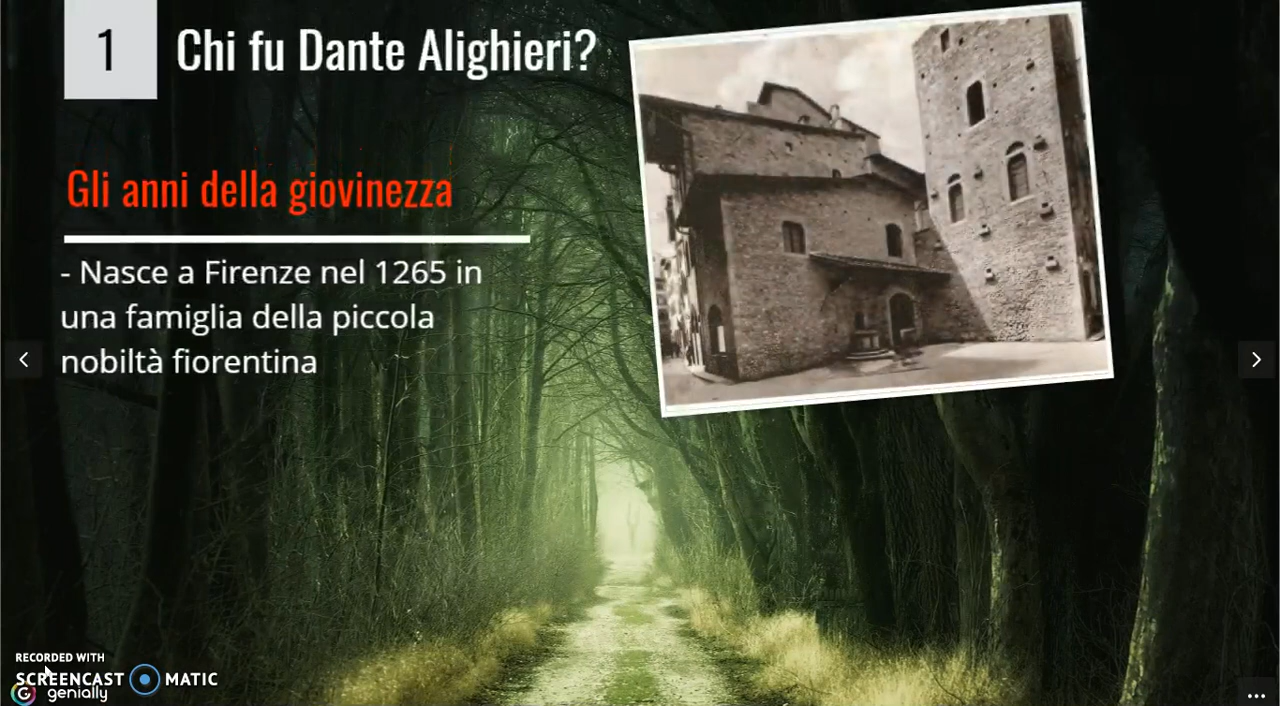 1 Chi fu Dante Alighieri?
Gli anni della giovinezza
- Nasce a Firenze nel 1265 in
una famiglia della piccola
nobiltà fiorentina
RECORDED WITH
SCREENCAST MATIC
genially